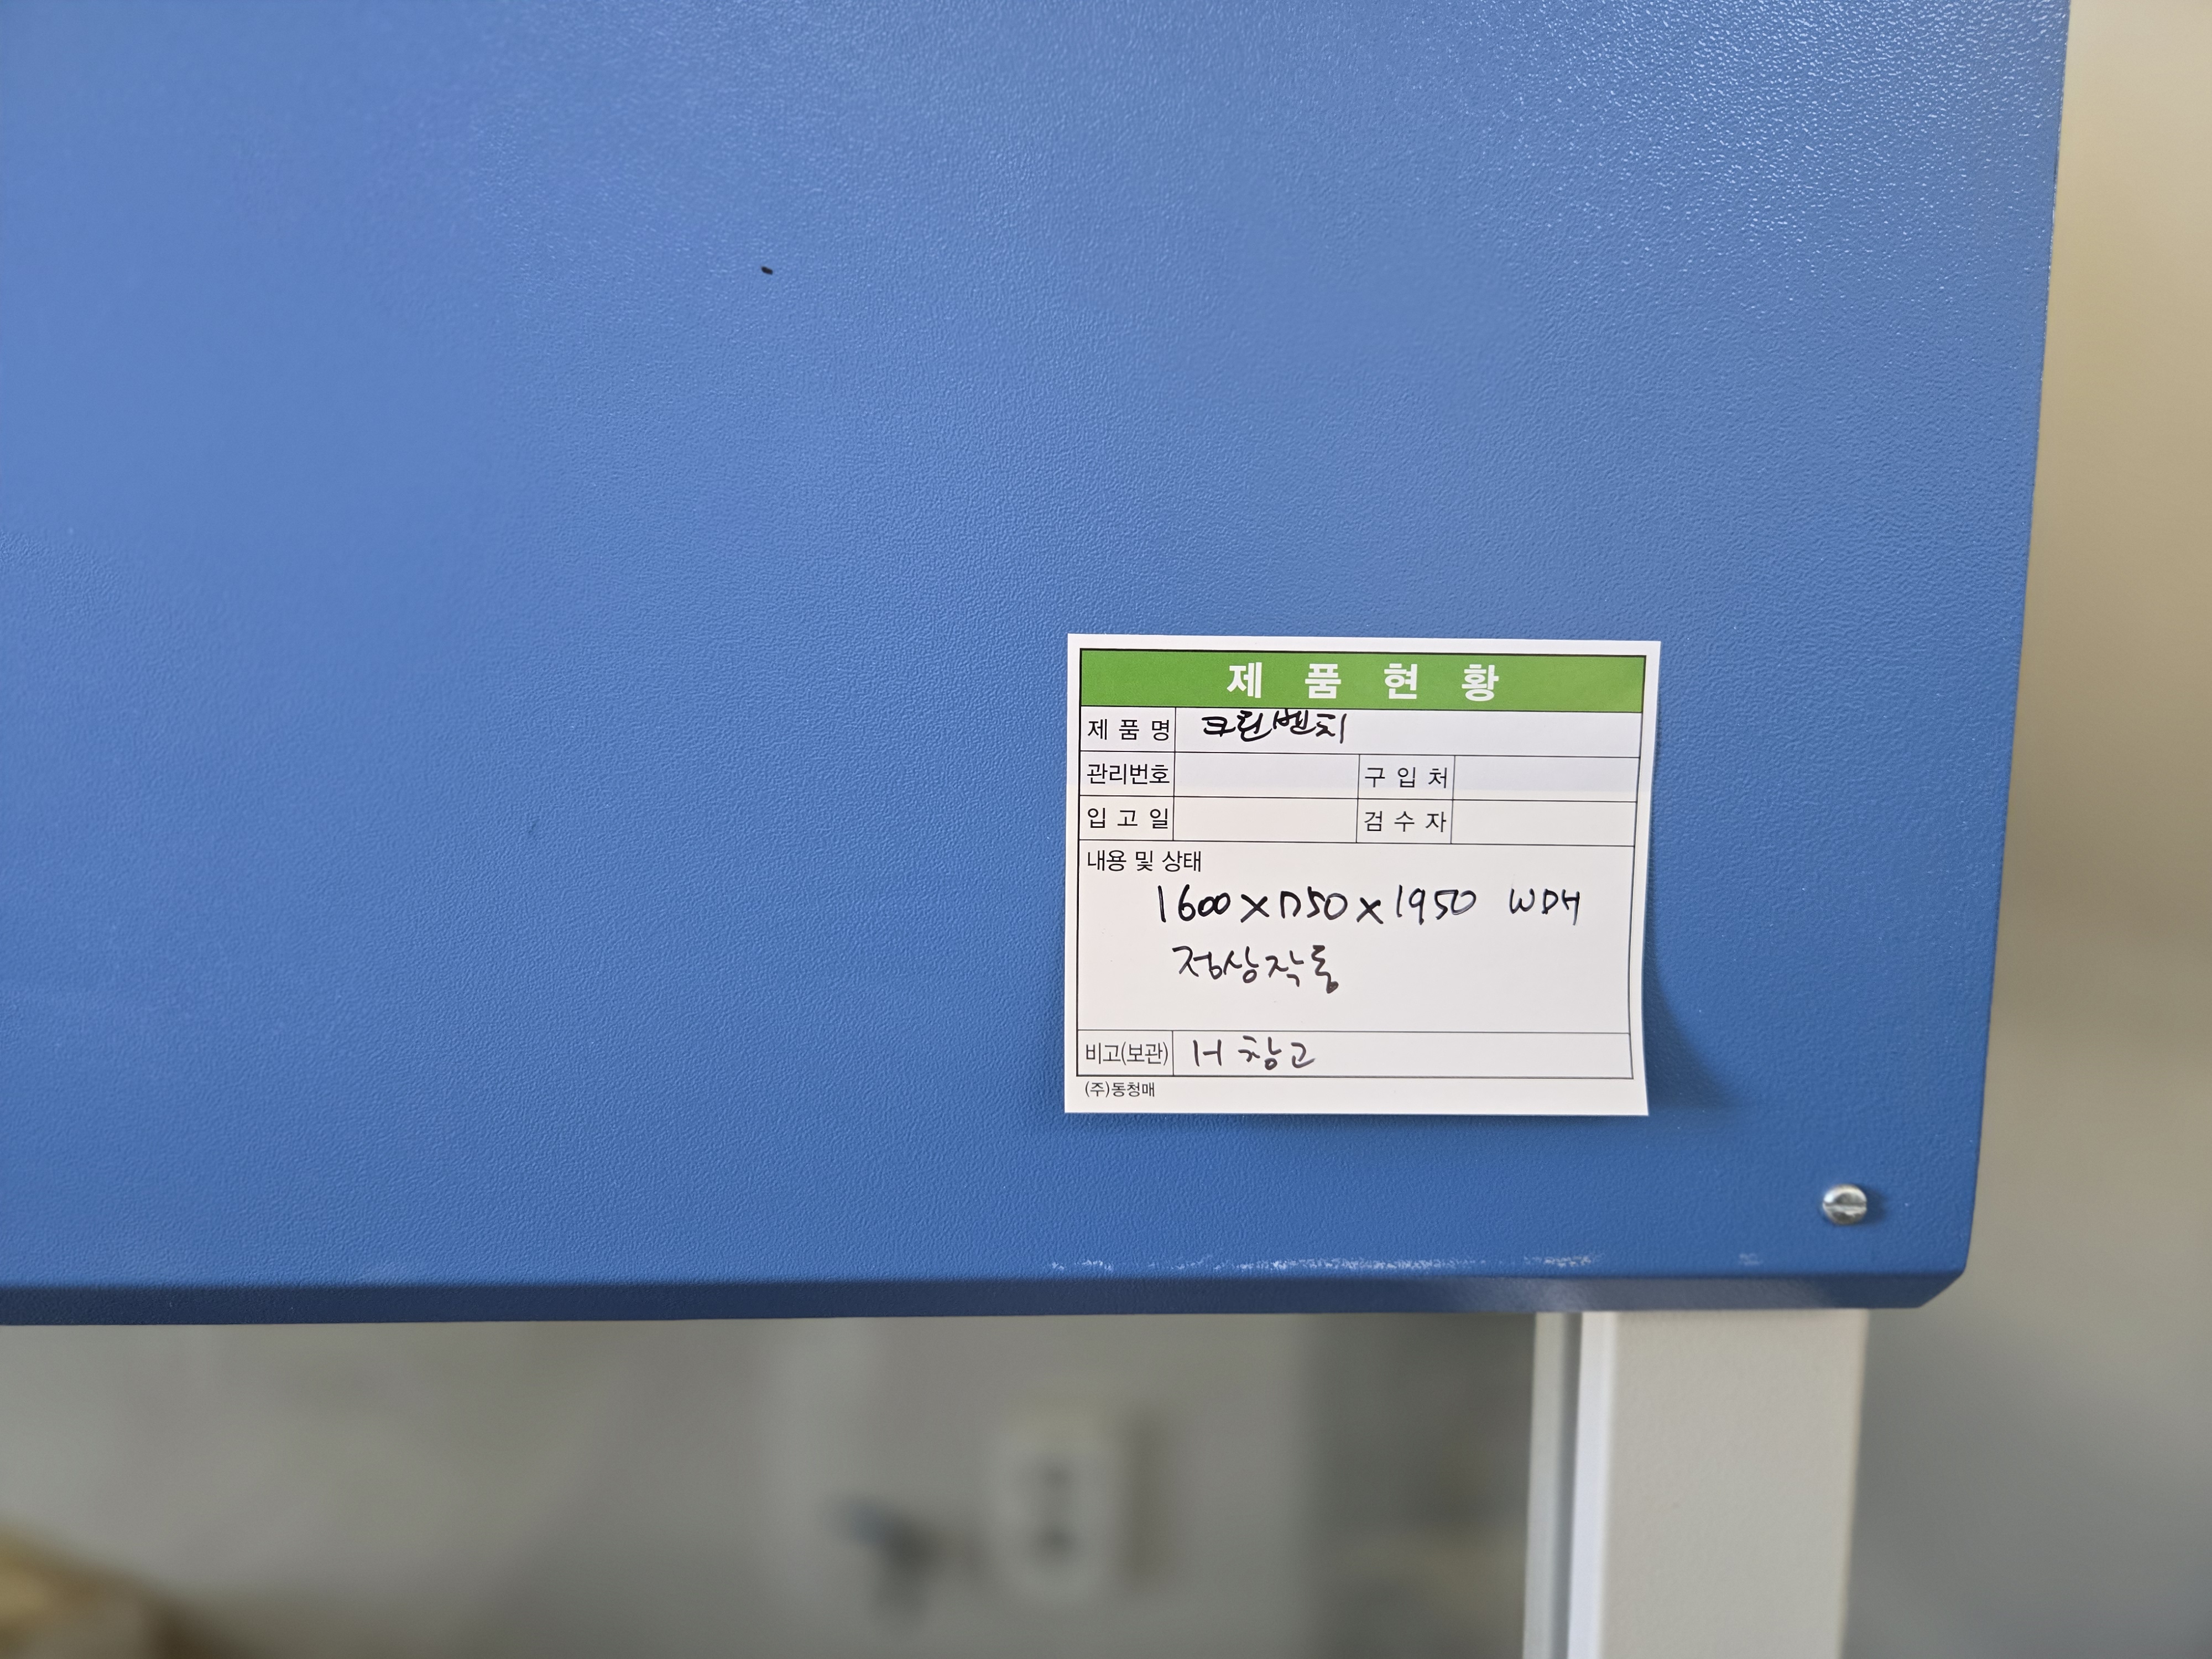 제 품 현 황
제 품 명 크린벤치
관리번호 구 입 처
입 고 일 검 수 자
내용 및 상태
1600×750×1950 WDH
정상작동
비고(보관) H 창고
(주)동청매